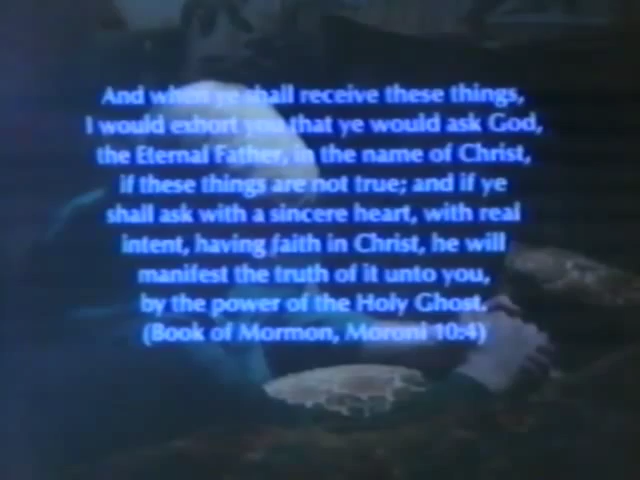 And when ye shall receive these things,
I would exhort you that ye would ask God,
the Eternal Father, in the name of Christ,
if these things are not true; and if ye
shall ask with a sincere heart, with real
intent, having faith in Christ, he will
manifest the truth of it unto you,
by the power of the Holy Ghost.
(Book of Mormon, Moroni 10:4)